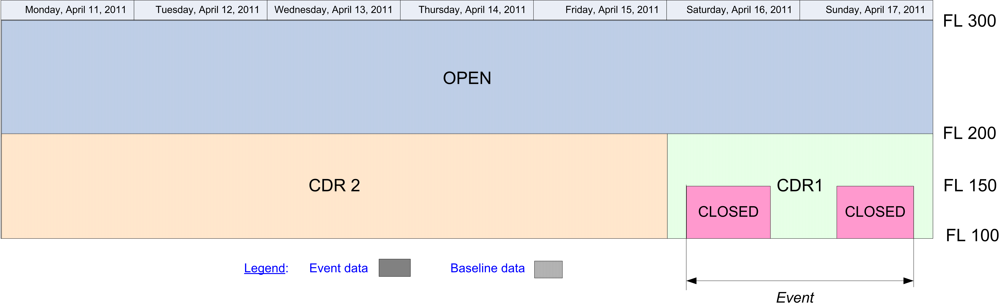 Monday, April 11, 2011 Tuesday, April 12, 2011 Wednesday, April 13, 2011 Thursday, April 14, 2011 Friday, April 15, 2011 Saturday, April 16, 2011 Sunday, April 17, 2011
FL 300
OPEN
FL 200
CDR 2 CDR1 FL 150
CLOSED CLOSED
FL 100
Legend: Event data Baseline data
Event